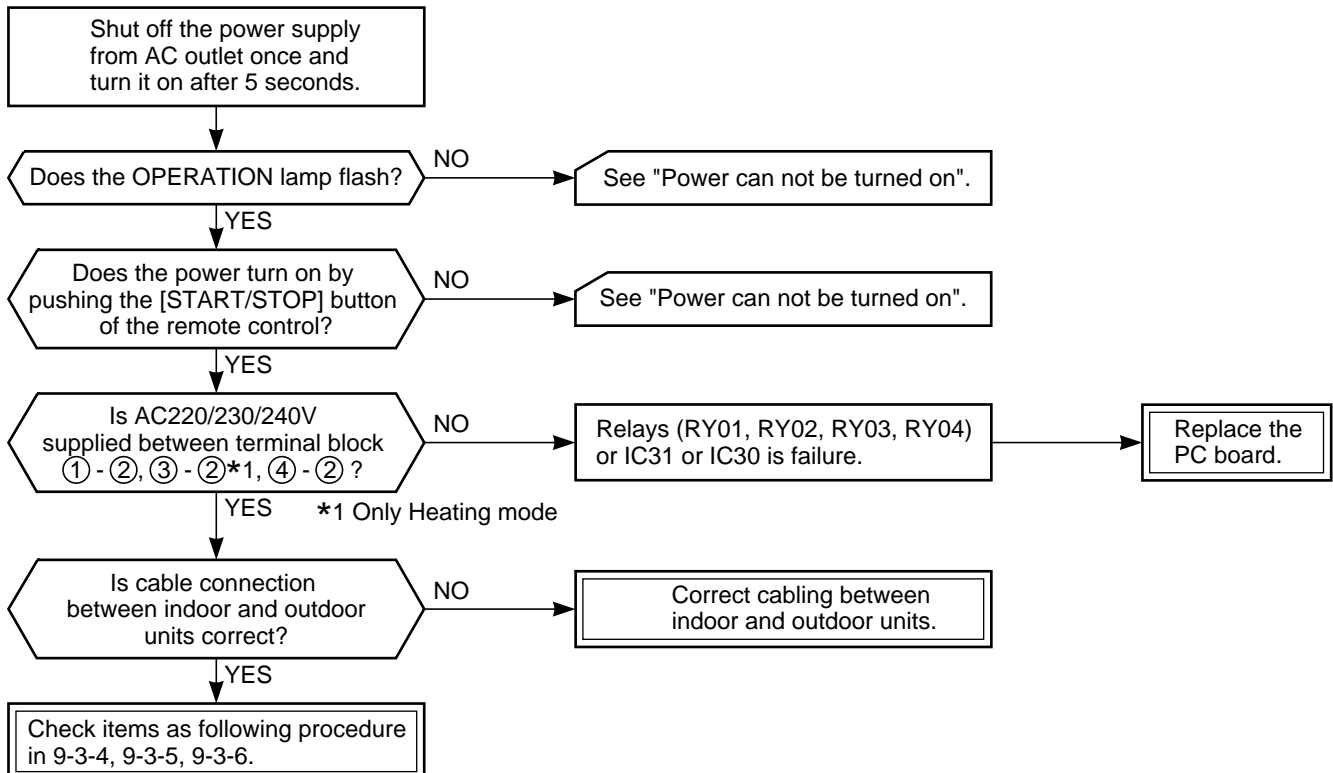 Shut off the power supply
from AC outlet once and
turn it on after 5 seconds.
Does the OPERATION lamp flash?
NO
See "Power can not be turned on".
YES
Does the power turn on by
pushing the [START/STOP] button
of the remote control?
NO
See "Power can not be turned on".
YES
Is AC220/230/240V
supplied between terminal block
① - ②, ③ - ②*1, ④ - ② ?
NO
Relays (RY01, RY02, RY03, RY04)
or IC31 or IC30 is failure.
Replace the
PC board.
YES
*1 Only Heating mode
Is cable connection
between indoor and outdoor
units correct?
NO
Correct cabling between
indoor and outdoor units.
YES
Check items as following procedure
in 9-3-4, 9-3-5, 9-3-6.